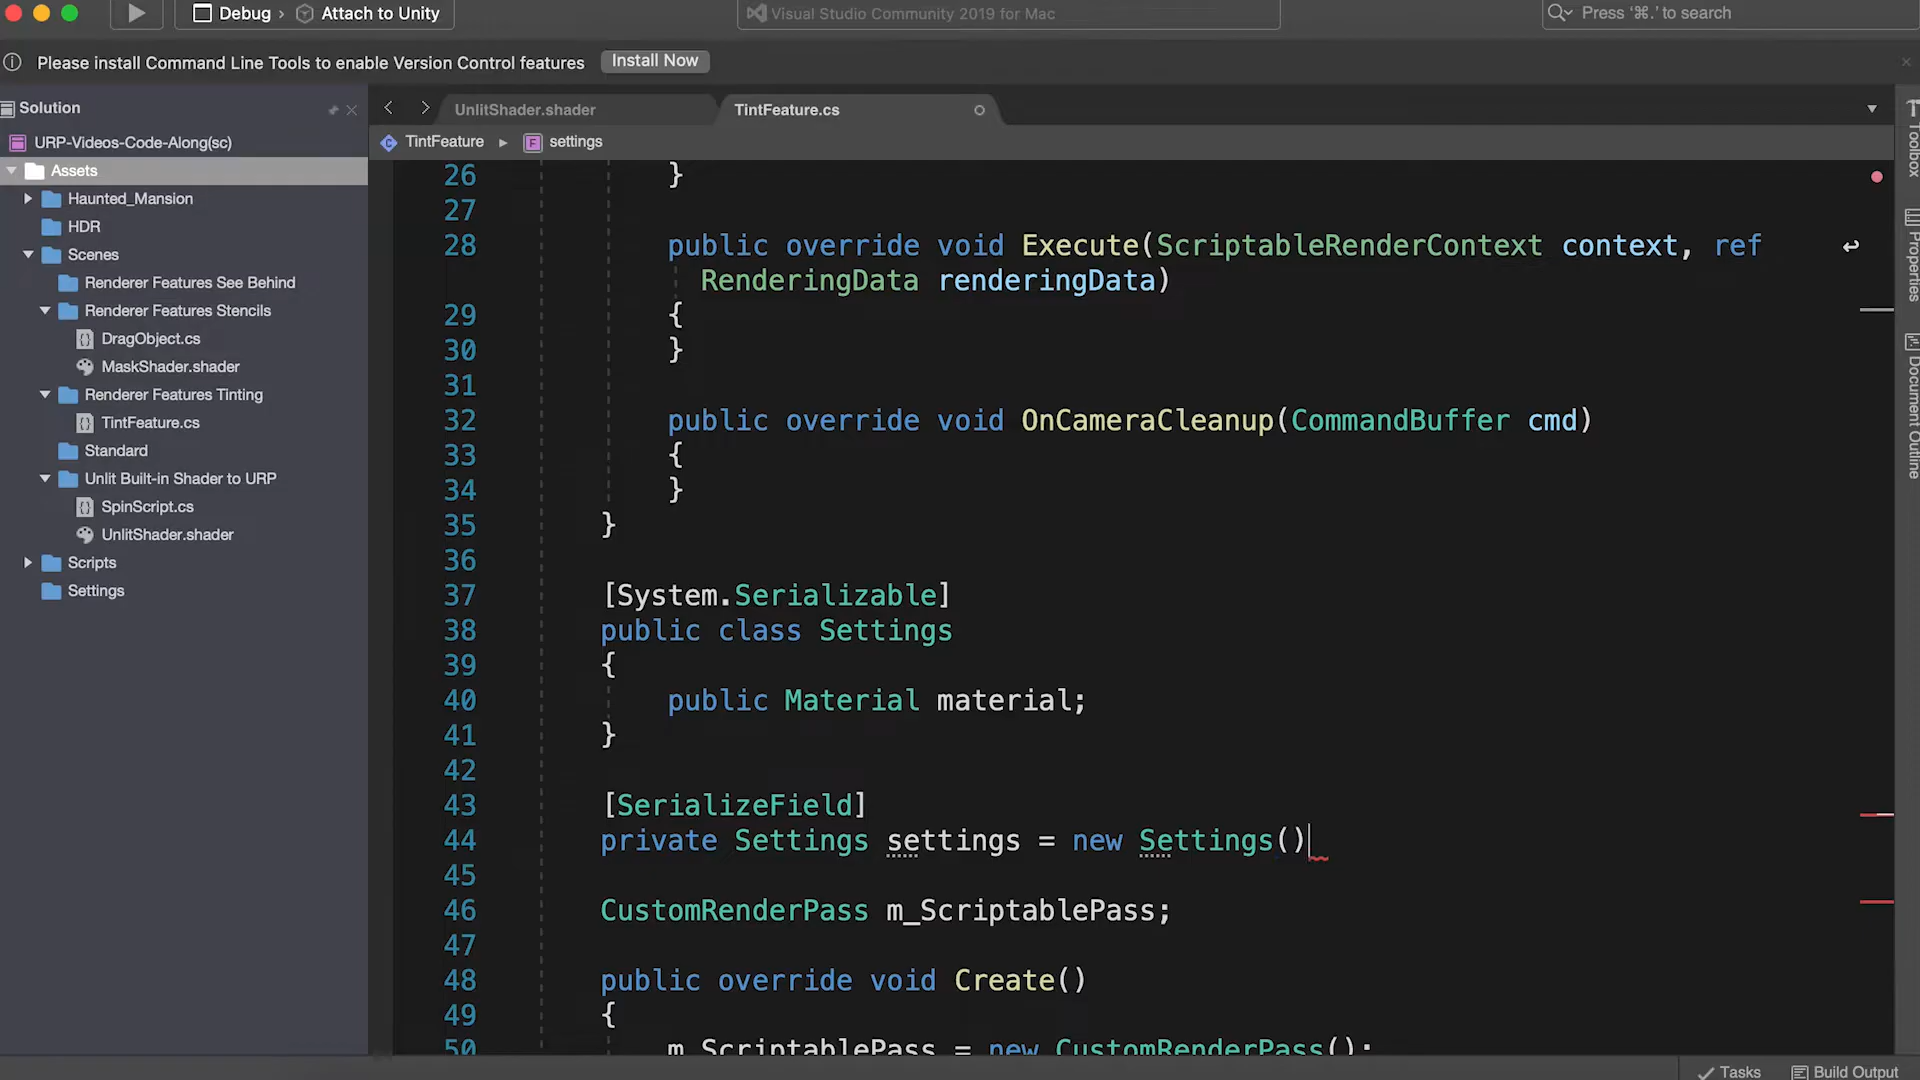 Debug › Attach to Unity
Visual Studio Community 2019 for Mac
Press '⌘.' to search
Please install Command Line Tools to enable Version Control features
Install Now
Solution
URP-Videos-Code-Along(sc)
Assets
Haunted_Mansion
HDR
Scenes
Renderer Features See Behind
Renderer Features Stencils
DragObject.cs
MaskShader.shader
Renderer Features Tinting
TintFeature.cs
Standard
Unlit Built-in Shader to URP
SpinScript.cs
UnlitShader.shader
Scripts
Settings
UnlitShader.shader
TintFeature.cs
TintFeature
settings
26 }
27
28 public override void Execute(ScriptableRenderContext context, ref
RenderingData renderingData)
29 {
30 }
31
32 public override void OnCameraCleanup(CommandBuffer cmd)
33 {
34 }
35 }
36
37 [System.Serializable]
38 public class Settings
39 {
40 public Material material;
41 }
42
43 [SerializeField]
44 private Settings settings = new Settings()
45
46 CustomRenderPass m_ScriptablePass;
47
48 public override void Create()
49 {
50 m_ScriptablePass = new CustomRenderPass();
Toolbox
Properties
Document Outline
Tasks
Build Output